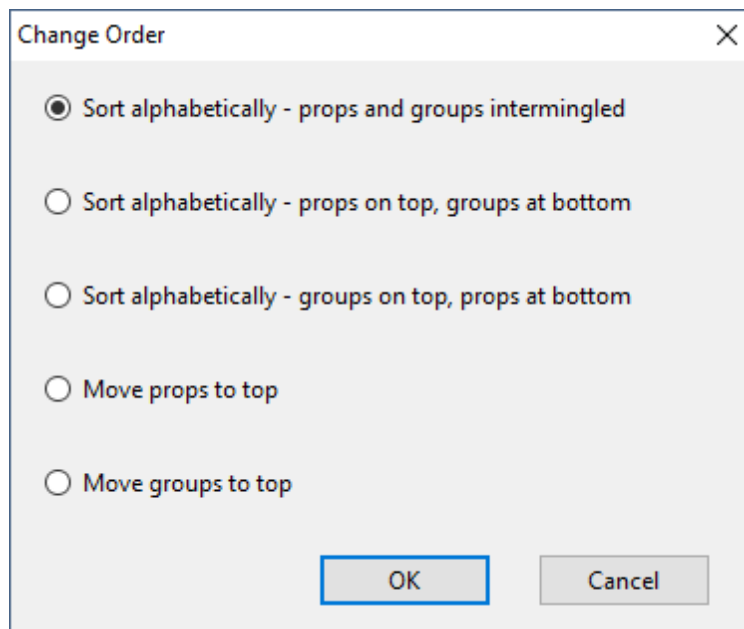 Change Order
Sort alphabetically - props and groups intermingled
Sort alphabetically - props on top, groups at bottom
Sort alphabetically - groups on top, props at bottom
Move props to top
Move groups to top
OK
Cancel